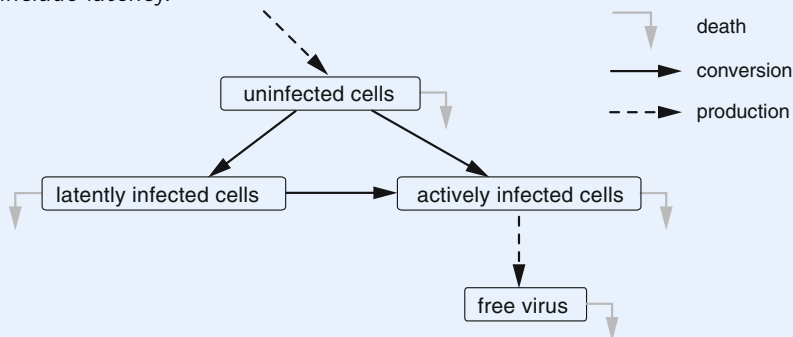 include latency.
death
conversion
production
uninfected cells
latently infected cells
actively infected cells
free virus